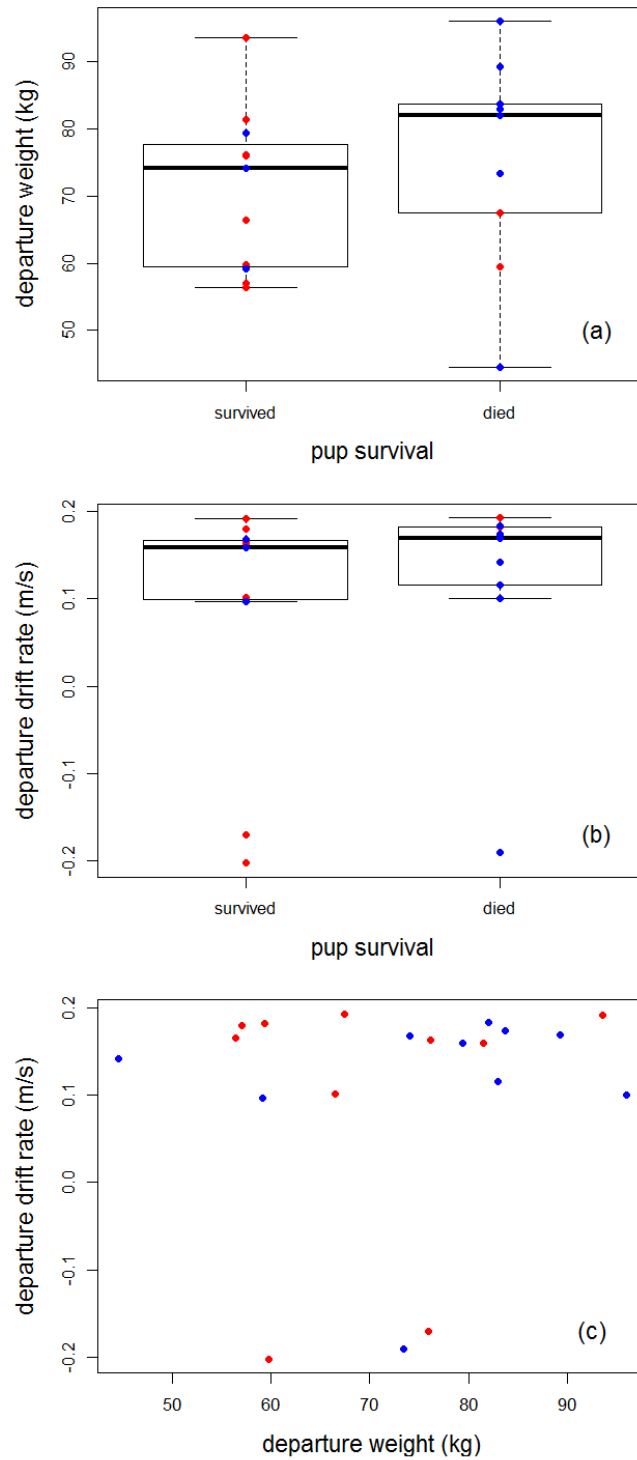 departure weight (kg)
90
80
70
60
50
(a)
survived died
pup survival
departure drift rate (m/s)
0.2
0.1
0.0
-0.1
-0.2
(b)
survived died
pup survival
departure drift rate (m/s)
0.2
0.1
0.0
-0.1
-0.2
(c)
50 60 70 80 90
departure weight (kg)